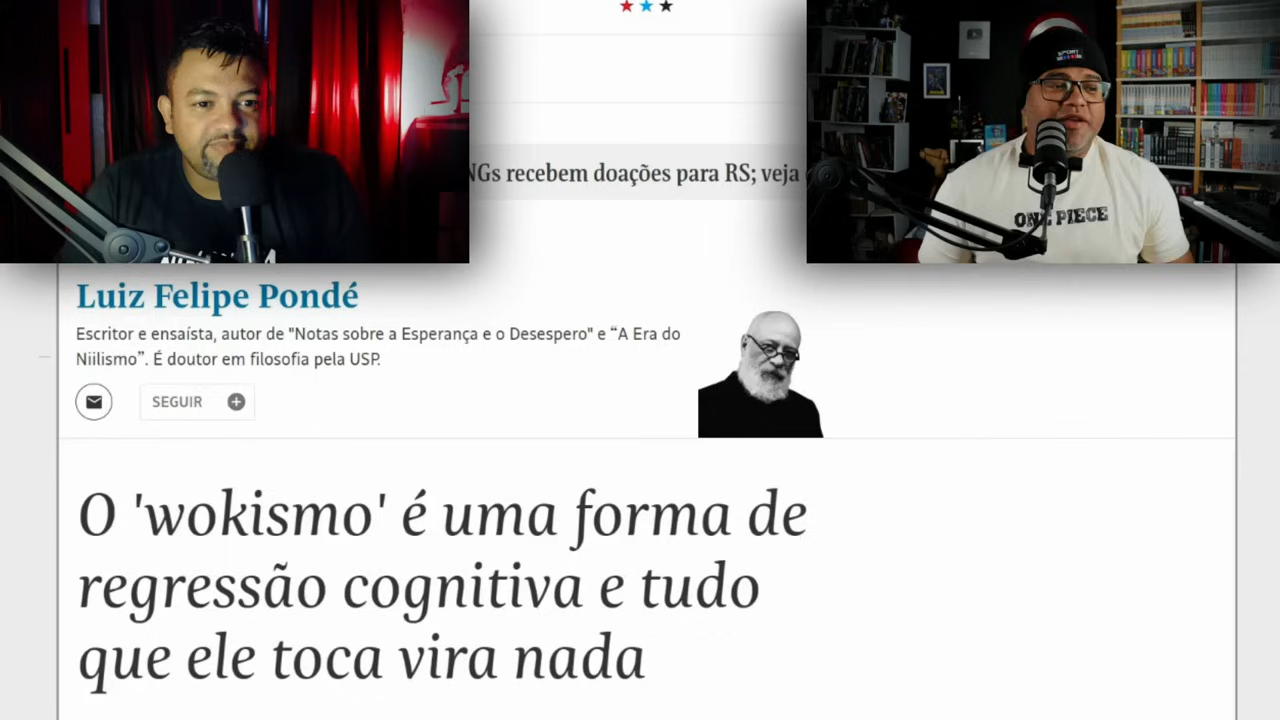 NGs recebem doações para RS; veja
SPORT
ONE PIECE
Luiz Felipe Pondé
Escritor e ensaísta, autor de "Notas sobre a Esperança e o Desespero" e “A Era do
Niilismo”. É doutor em filosofia pela USP.
SEGUIR
O 'wokismo' é uma forma de
regressão cognitiva e tudo
que ele toca vira nada